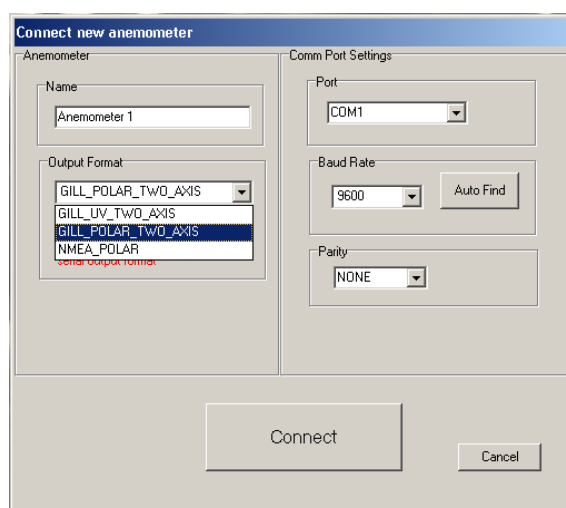 Connect new anemometer
Anemometer
Name
Anemometer 1
Output Format
GILL_POLAR_TWO_AXIS
GILL_UV_TWO_AXIS
GILL_POLAR_TWO_AXIS
NMEA_POLAR
serial output format
Comm Port Settings
Port
COM1
Baud Rate
9600
Auto Find
Parity
NONE
Connect
Cancel